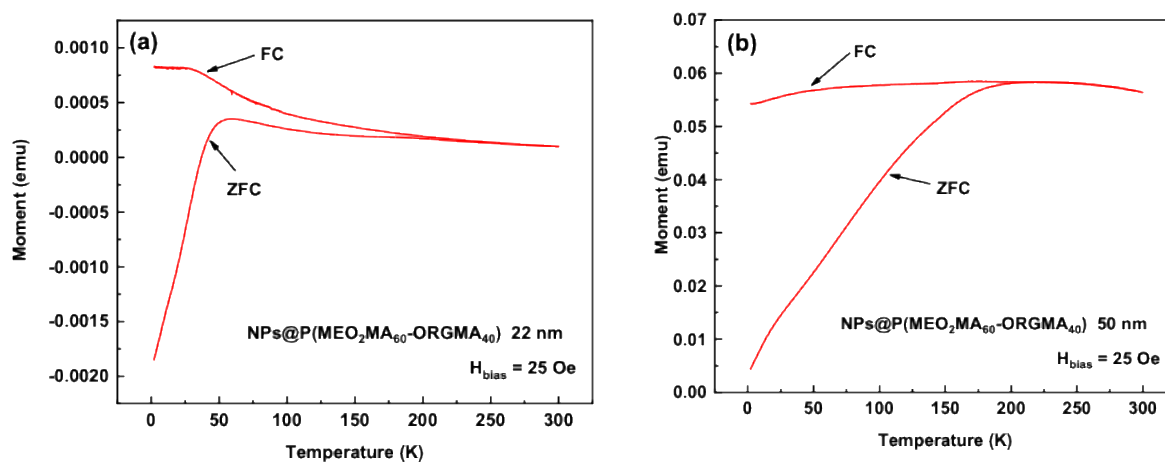 (a)
FC
ZFC
0.0010
0.0005
0.0000
-0.0005
-0.0010
-0.0015
-0.0020
Moment (emu)
NPs@P(MEO₂MA₆₀-ORGMA₄₀) 22 nm
H_bias = 25 Oe
0 50 100 150 200 250 300
Temperature (K)
(b)
FC
ZFC
0.07
0.06
0.05
0.04
0.03
0.02
0.01
0.00
Moment (emu)
NPs@P(MEO₂MA₆₀-ORGMA₄₀) 50 nm
H_bias = 25 Oe
0 50 100 150 200 250 300
Temperature (K)